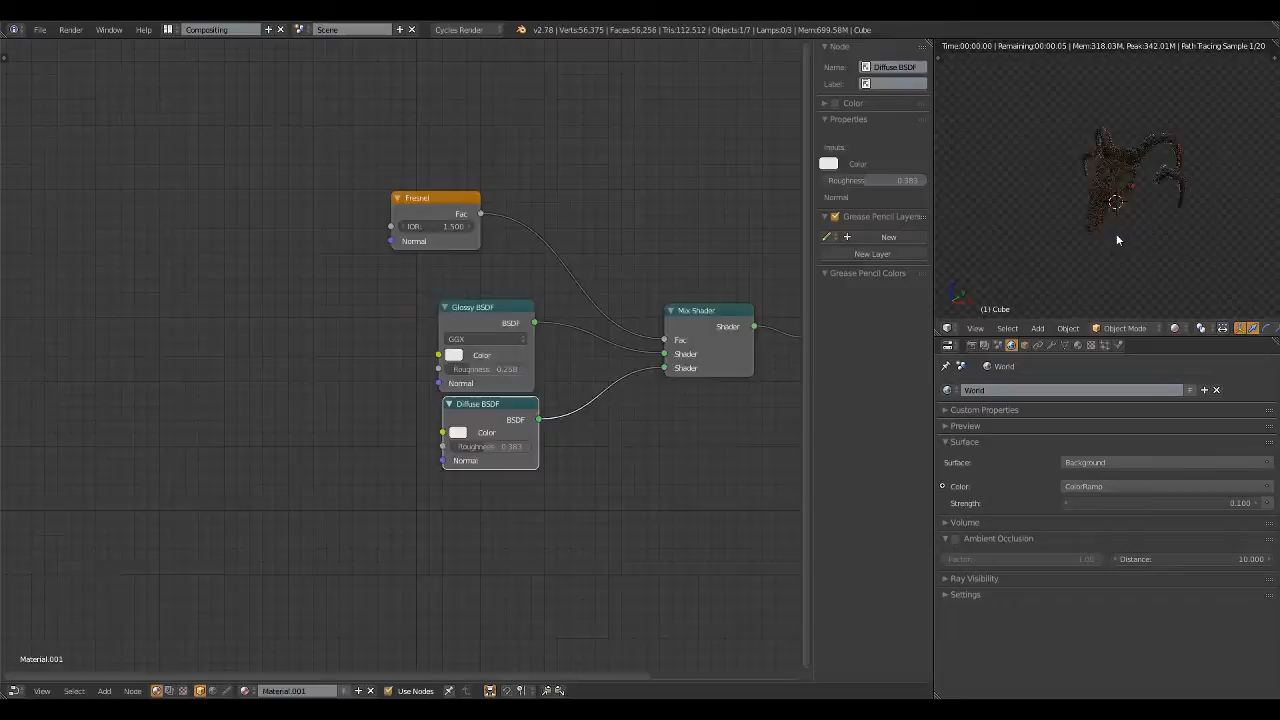 File Render Window Help Compositing Scene Cycles Render v2.78 | Verts:56,375 | Faces:56,256 | Tris:112,512 | Objects:1/7 | Lamps:0/3 | Mem:699.58M | Cube
Node
Name: Diffuse BSDF
Label:
Color
Properties
Inputs:
Color
Roughness: 0.383
Normal
Grease Pencil Layers
New
New Layer
Grease Pencil Colors
Fresnel
Fac
IOR: 1.500
Normal
Glossy BSDF
BSDF
GGX
Color
Roughness: 0.268
Normal
Diffuse BSDF
BSDF
Color
Roughness: 0.383
Normal
Mix Shader
Shader
Fac
Shader
Shader
Material.001
View Select Add Node Material.001 Use Nodes
Time:00:00.00 | Remaining:00:00.05 | Mem:318.03M, Peak:342.01M | Path Tracing Sample 1/20
(1) Cube
View Select Add Object Object Mode
World
World F
Custom Properties
Preview
Surface
Surface: Background
Color: ColorRamp
Strength: 0.100
Volume
Ambient Occlusion
Factor: 1.00 Distance: 10.000
Ray Visibility
Settings